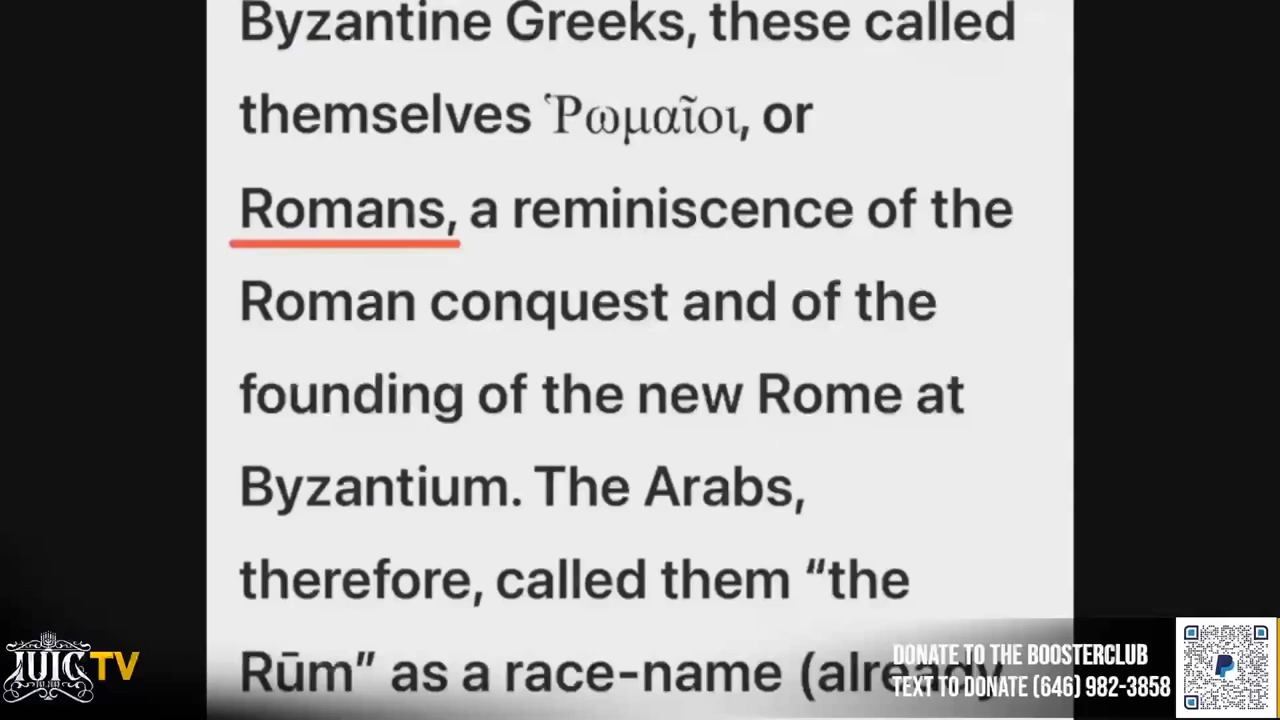 Byzantine Greeks, these called
themselves Ῥωμαῖοι, or
Romans, a reminiscence of the
Roman conquest and of the
founding of the new Rome at
Byzantium. The Arabs,
therefore, called them “the
Rūm” as a race-name (already
IUIC TV
DONATE TO THE BOOSTERCLUB
TEXT TO DONATE (646) 982-3858